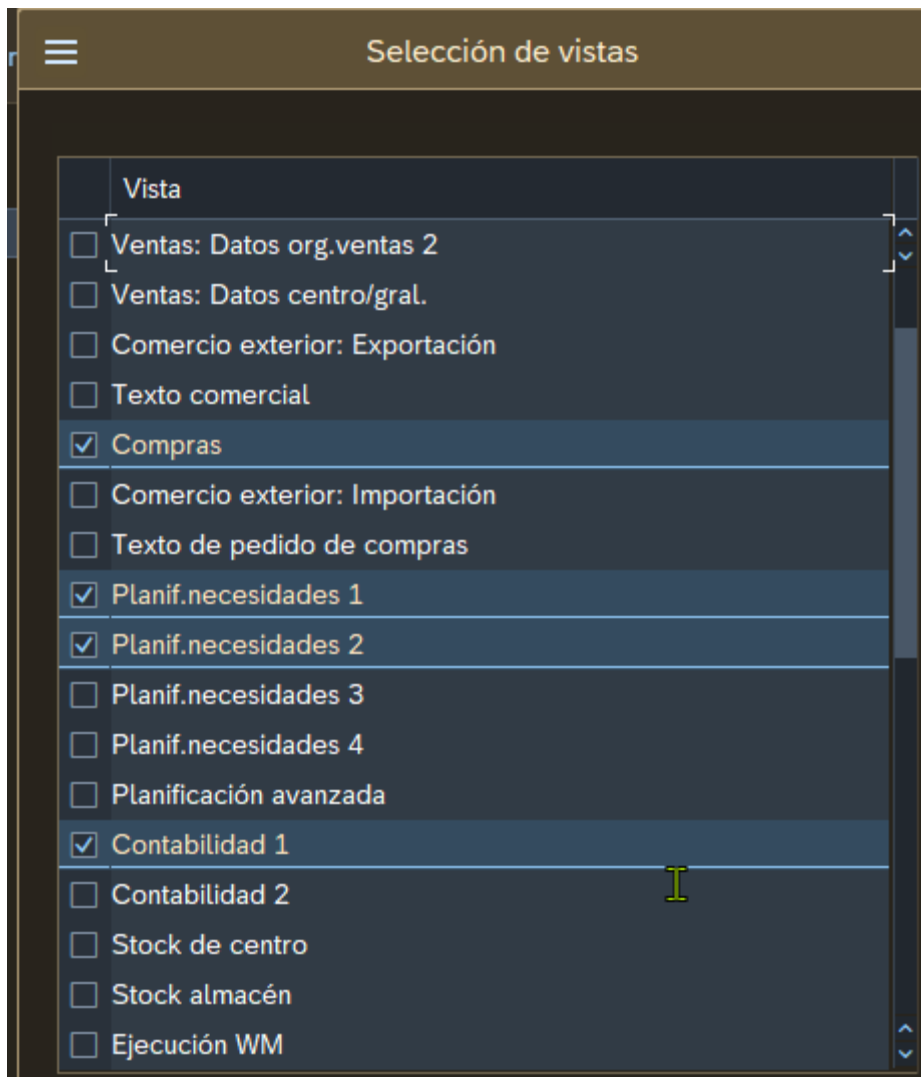 Selección de vistas
Vista
Ventas: Datos org.ventas 2
Ventas: Datos centro/gral.
Comercio exterior: Exportación
Texto comercial
Compras
Comercio exterior: Importación
Texto de pedido de compras
Planif.necesidades 1
Planif.necesidades 2
Planif.necesidades 3
Planif.necesidades 4
Planificación avanzada
Contabilidad 1
Contabilidad 2
Stock de centro
Stock almacén
Ejecución WM